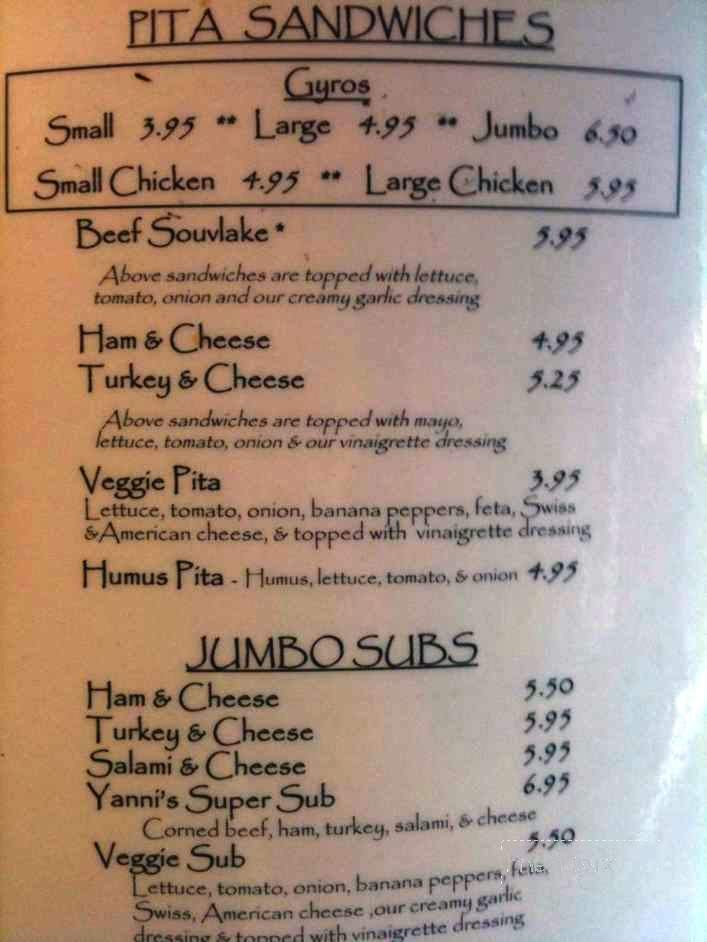 PITA SANDWICHES
Gyros
Small 3.95 ** Large 4.95 ** Jumbo 6.50
Small Chicken 4.95 ** Large Chicken 5.95
Beef Souvlake * 5.95
Above sandwiches are topped with lettuce,
tomato, onion and our creamy garlic dressing
Ham & Cheese 4.95
Turkey & Cheese 5.25
Above sandwiches are topped with mayo,
lettuce, tomato, onion & our vinaigrette dressing
Veggie Pita 3.95
Lettuce, tomato, onion, banana peppers, feta, Swiss
&American cheese, & topped with vinaigrette dressing
Humus Pita - Humus, lettuce, tomato, & onion 4.95
JUMBO SUBS
Ham & Cheese 5.50
Turkey & Cheese 5.95
Salami & Cheese 5.95
Yanni's Super Sub 6.95
Corned beef, ham, turkey, salami, & cheese
Veggie Sub 5.50
Lettuce, tomato, onion, banana peppers, feta,
Swiss, American cheese ,our creamy garlic
dressing & topped with vinaigrette dressing